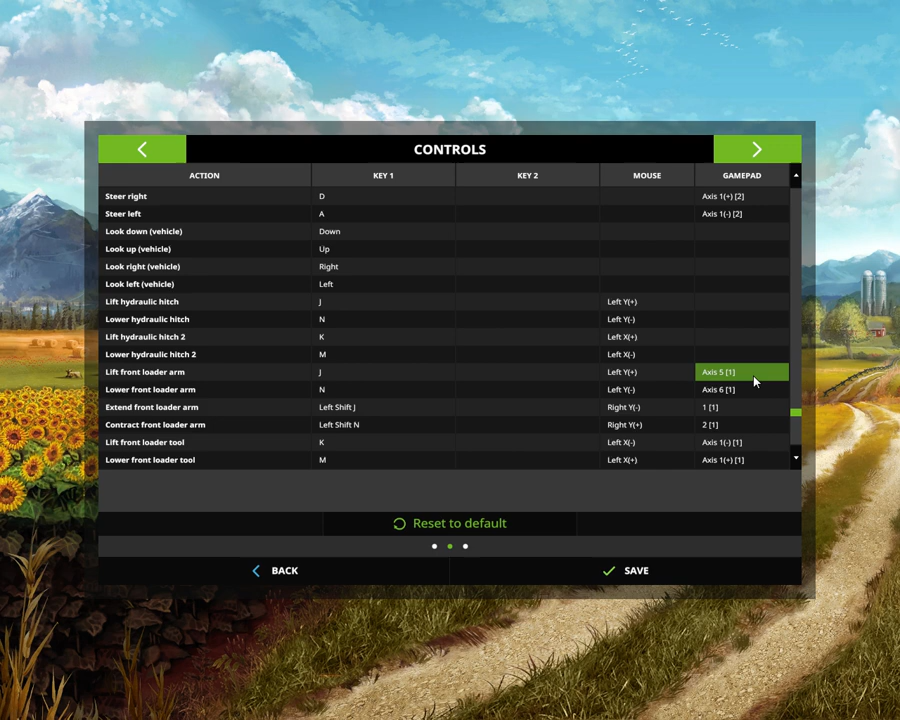 CONTROLS
ACTION KEY 1 KEY 2 MOUSE GAMEPAD
Steer right D Axis 1(+) [2]
Steer left A Axis 1(-) [2]
Look down (vehicle) Down
Look up (vehicle) Up
Look right (vehicle) Right
Look left (vehicle) Left
Lift hydraulic hitch J Left Y(+)
Lower hydraulic hitch N Left Y(-)
Lift hydraulic hitch 2 K Left X(+)
Lower hydraulic hitch 2 M Left X(-)
Lift front loader arm J Left Y(+) Axis 5 [1]
Lower front loader arm N Left Y(-) Axis 6 [1]
Extend front loader arm Left Shift J Right Y(-) 1 [1]
Contract front loader arm Left Shift N Right Y(+) 2 [1]
Lift front loader tool K Left X(-) Axis 1(-) [1]
Lower front loader tool M Left X(+) Axis 1(+) [1]
Reset to default
BACK SAVE